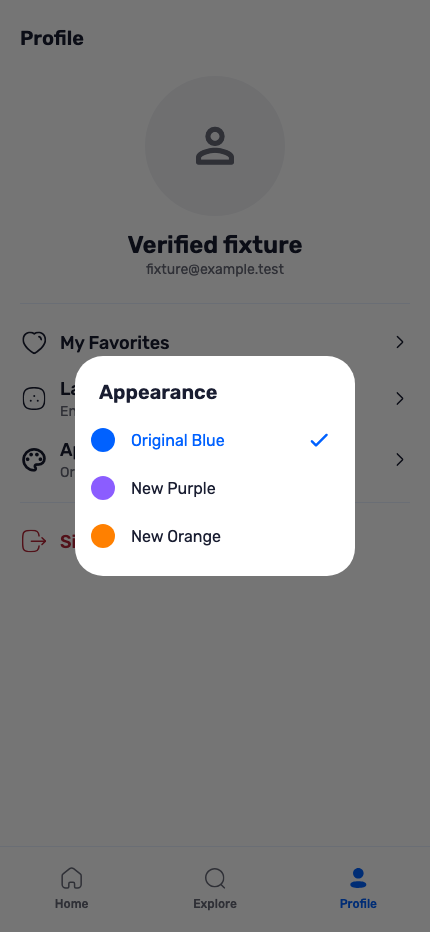 Profile
Verified fixture
fixture@example.test
My Favorites
Appearance
Original Blue
New Purple
New Orange
Home
Explore
Profile